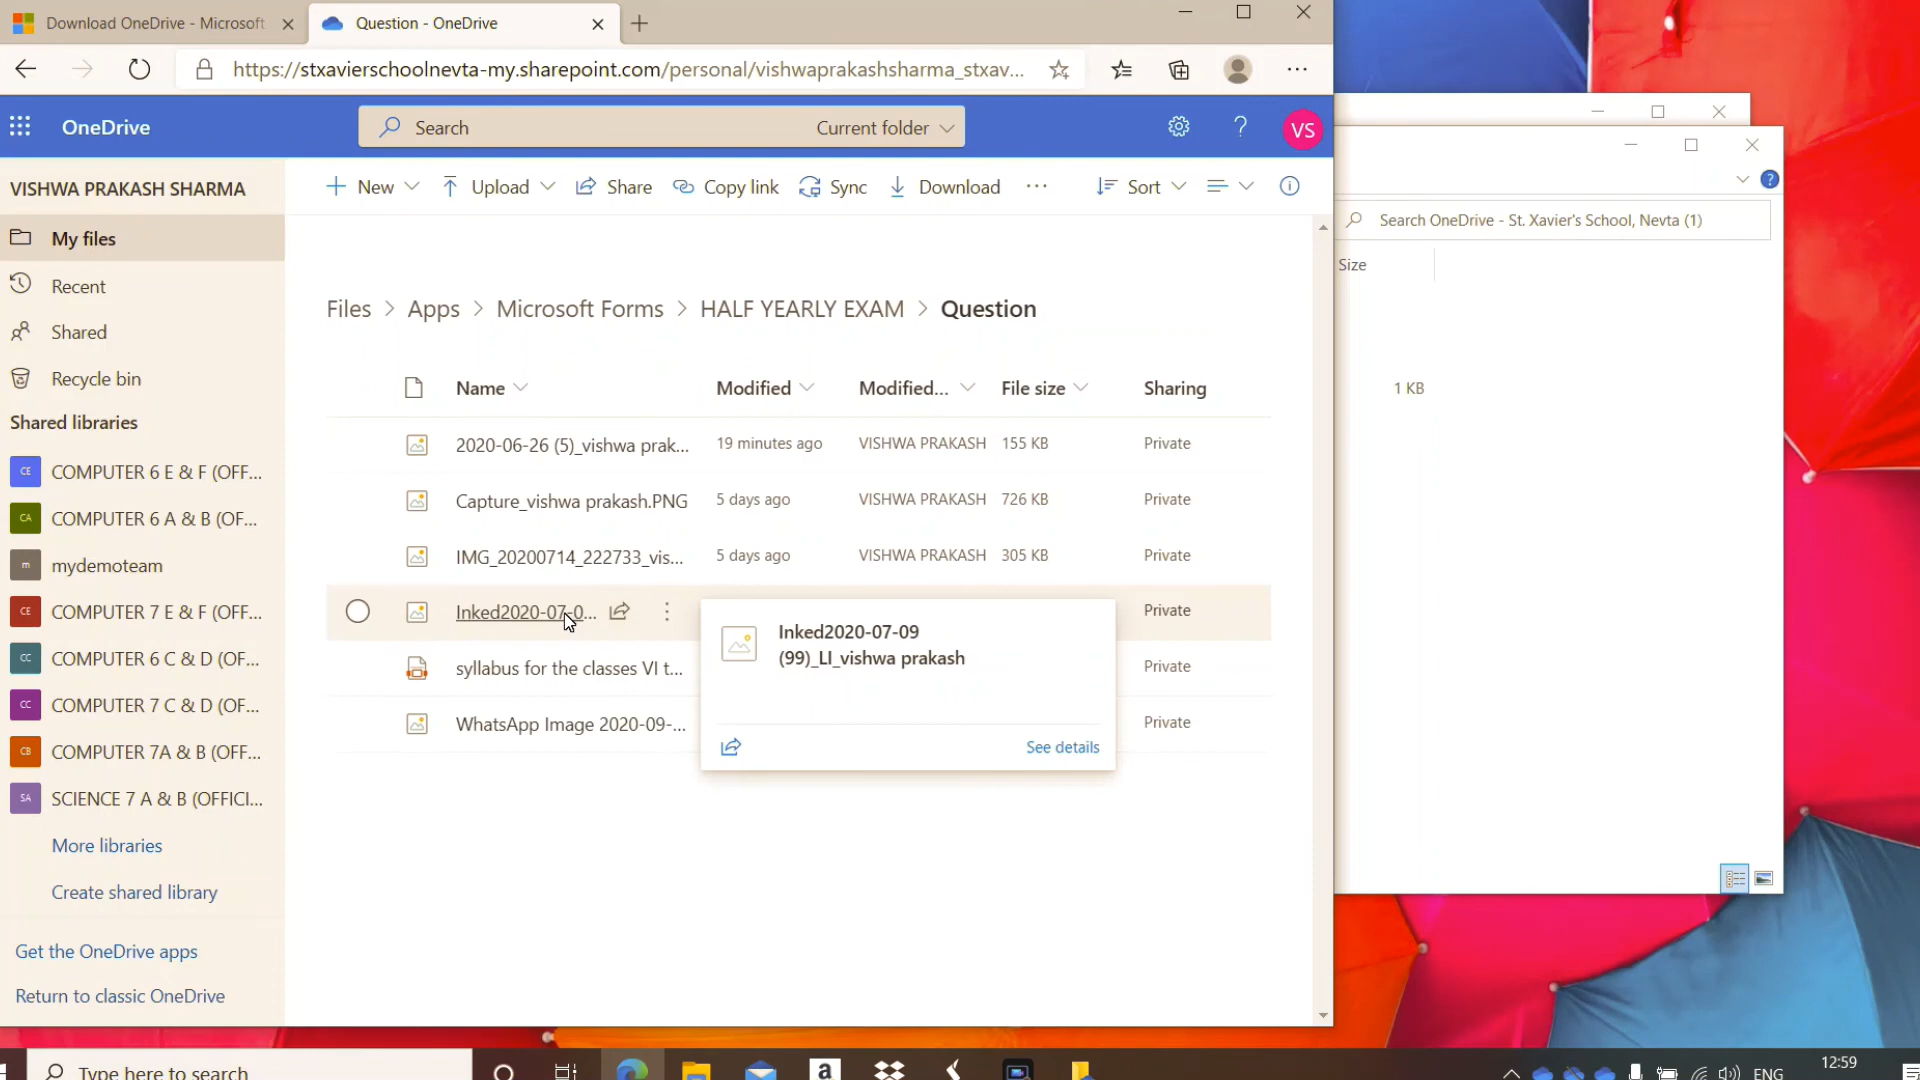 Download OneDrive - Microsoft
Question - OneDrive
https://stxavierschoolnevta-my.sharepoint.com/personal/vishwaprakashsharma_stxav...
OneDrive
Search
Current folder
?
VS
VISHWA PRAKASH SHARMA
New
Upload
Share
Copy link
Sync
Download
Sort
My files
Recent
Shared
Recycle bin
Shared libraries
CE COMPUTER 6 E & F (OFF...
CA COMPUTER 6 A & B (OF...
m mydemoteam
CE COMPUTER 7 E & F (OFF...
CC COMPUTER 6 C & D (OF...
CC COMPUTER 7 C & D (OF...
CB COMPUTER 7A & B (OFF...
SA SCIENCE 7 A & B (OFFICI...
More libraries
Create shared library
Get the OneDrive apps
Return to classic OneDrive
Files > Apps > Microsoft Forms > HALF YEARLY EXAM > Question
Name Modified Modified... File size Sharing
2020-06-26 (5)_vishwa prak... 19 minutes ago VISHWA PRAKASH 155 KB Private
Capture_vishwa prakash.PNG 5 days ago VISHWA PRAKASH 726 KB Private
IMG_20200714_222733_vis... 5 days ago VISHWA PRAKASH 305 KB Private
Inked2020-07-0... Private
syllabus for the classes VI t... Private
WhatsApp Image 2020-09-... Private
Inked2020-07-09
(99)_LI_vishwa prakash
See details
?
Search OneDrive - St. Xavier's School, Nevta (1)
Size
1 KB
Type here to search
a
ENG
12:59